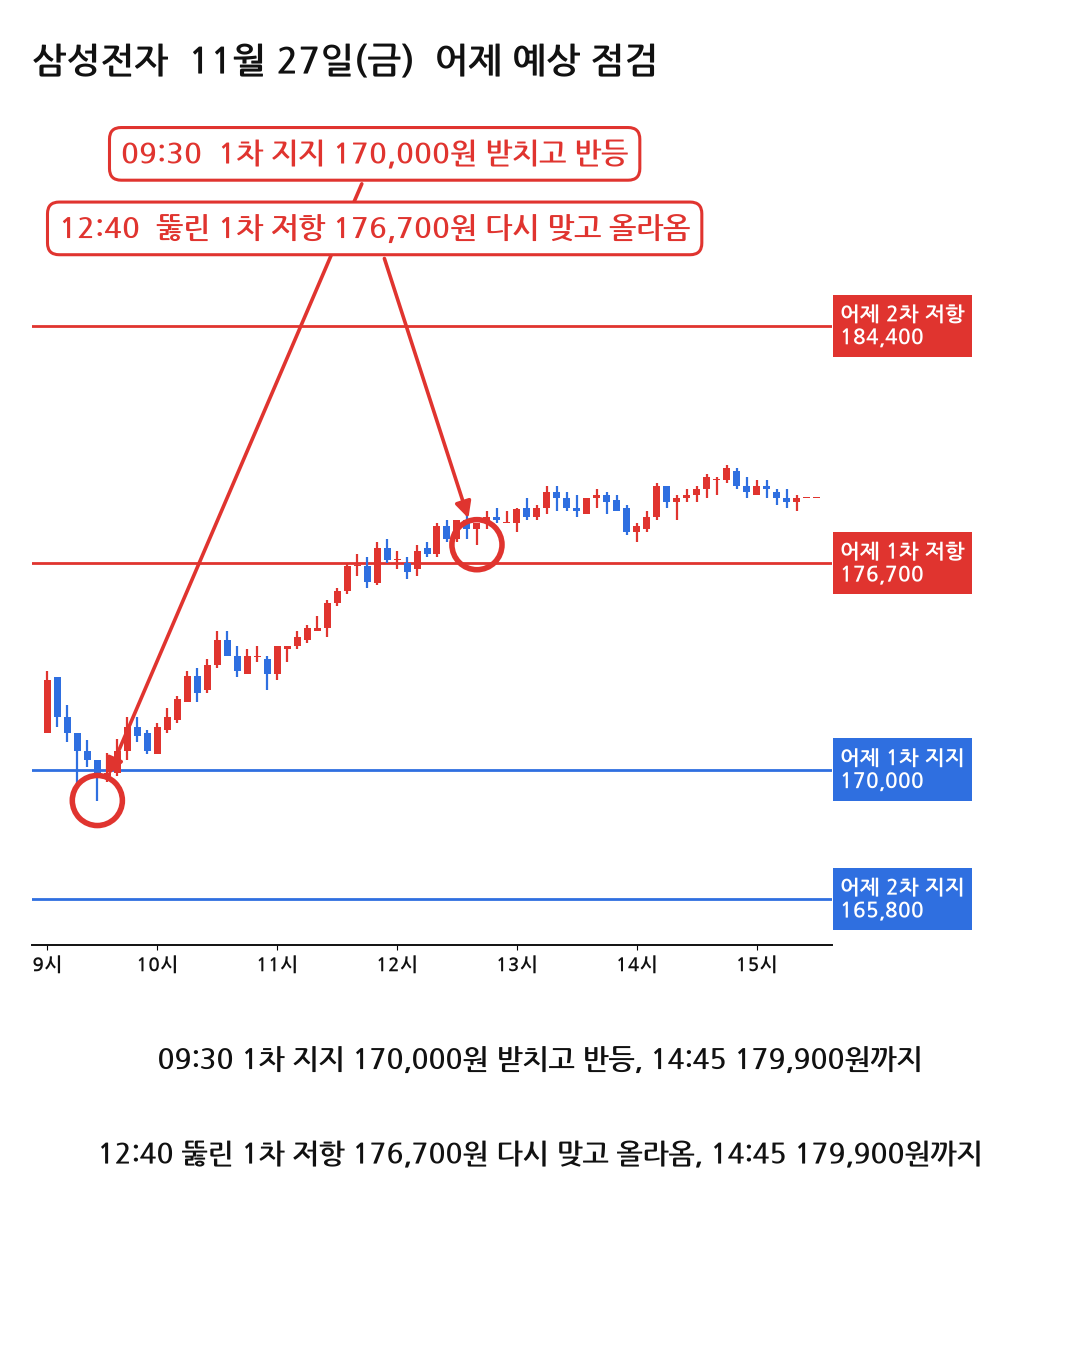 삼성전자  11월 27일(금)  어제 예상 점검
09:30  1차 지지 170,000원 받치고 반등
12:40  뚫린 1차 저항 176,700원 다시 맞고 올라옴
어제 2차 저항
184,400
어제 1차 저항
176,700
어제 1차 지지
170,000
어제 2차 지지
165,800
9시 10시 11시 12시 13시 14시 15시
09:30 1차 지지 170,000원 받치고 반등, 14:45 179,900원까지
12:40 뚫린 1차 저항 176,700원 다시 맞고 올라옴, 14:45 179,900원까지